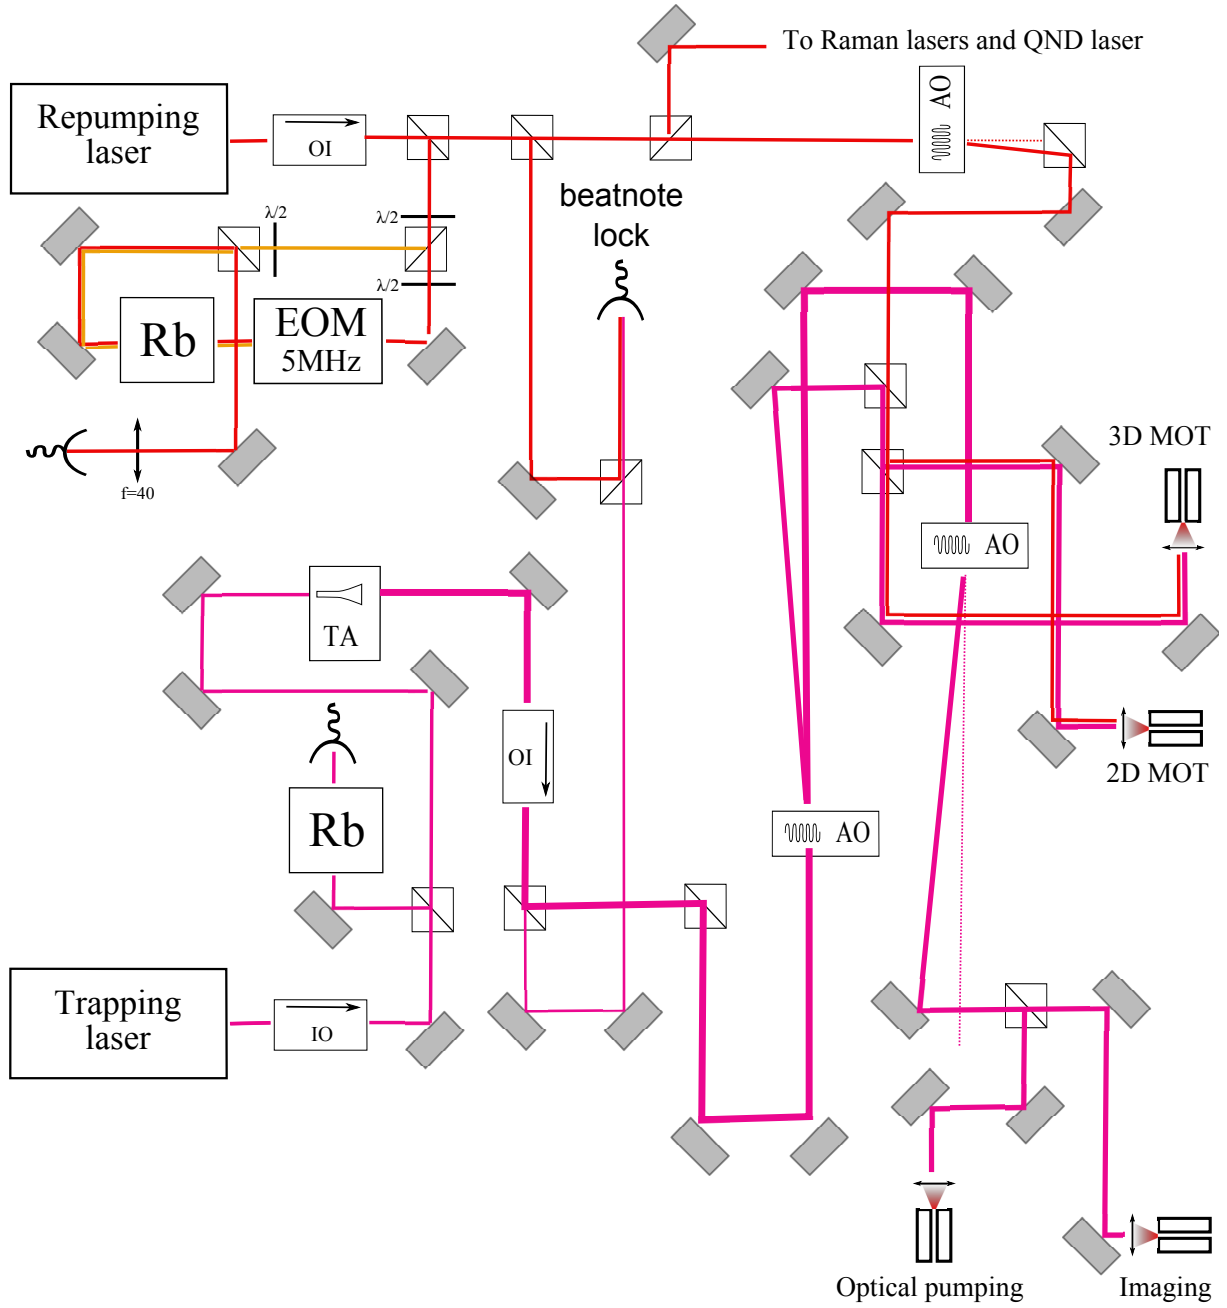 To Raman lasers and QND laser
Repumping
laser
OI
AO
beatnote
lock
λ/2
λ/2
λ/2
Rb
EOM
5MHz
f=40
3D MOT
AO
TA
OI
2D MOT
Rb
AO
Trapping
laser
IO
Optical pumping
Imaging